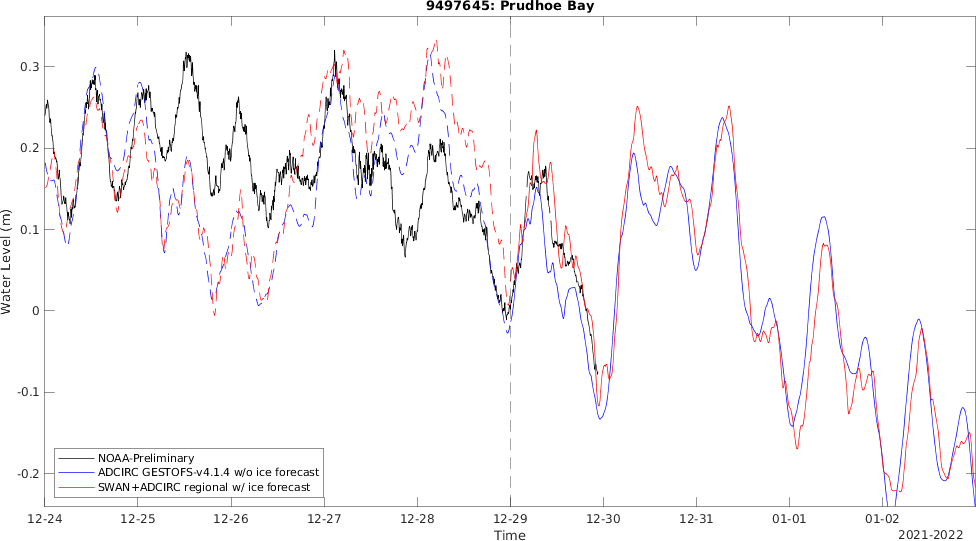 9497645: Prudhoe Bay
Water Level (m)
0.3
0.2
0.1
0
-0.1
-0.2
NOAA-Preliminary
ADCIRC GESTOFS-v4.1.4 w/o ice forecast
SWAN+ADCIRC regional w/ ice forecast
12-24 12-25 12-26 12-27 12-28 12-29 12-30 12-31 01-01 01-02
Time
2021-2022